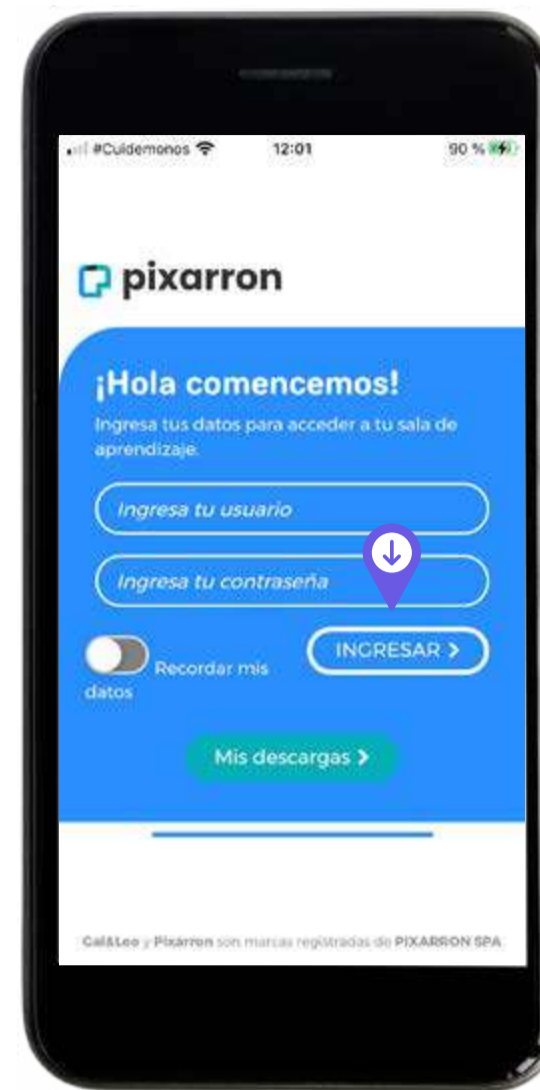 #Cuidemonos 12:01 90 %
pixarron
¡Hola comencemos!
Ingresa tus datos para acceder a tu sala de
aprendizaje.
Ingresa tu usuario
Ingresa tu contraseña
INGRESAR
Recordar mis
datos
Mis descargas
Cal&Leo y Pixarron son marcas registradas de PIXARRON SPA